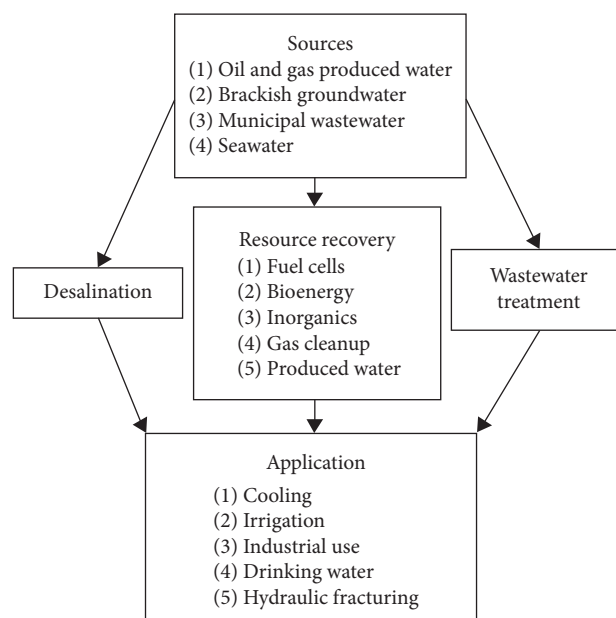 Sources
(1) Oil and gas produced water
(2) Brackish groundwater
(3) Municipal wastewater
(4) Seawater
Desalination
Resource recovery
(1) Fuel cells
(2) Bioenergy
(3) Inorganics
(4) Gas cleanup
(5) Produced water
Wastewater
treatment
Application
(1) Cooling
(2) Irrigation
(3) Industrial use
(4) Drinking water
(5) Hydraulic fracturing